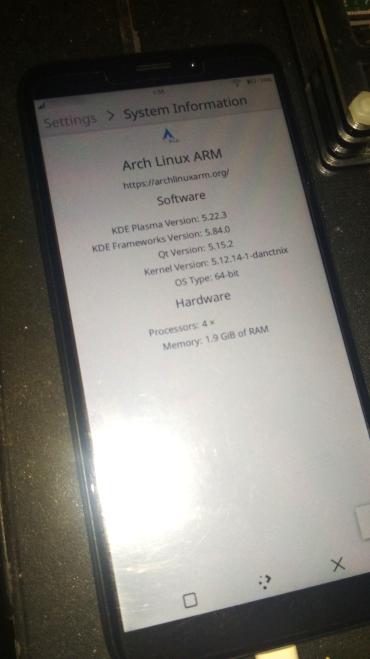 Settings > System Information
Arch Linux ARM
https://archlinuxarm.org/
Software
KDE Plasma Version: 5.22.3
KDE Frameworks Version: 5.84.0
Qt Version: 5.15.2
Kernel Version: 5.12.14-1-danctnix
OS Type: 64-bit
Hardware
Processors: 4 ×
Memory: 1.9 GiB of RAM